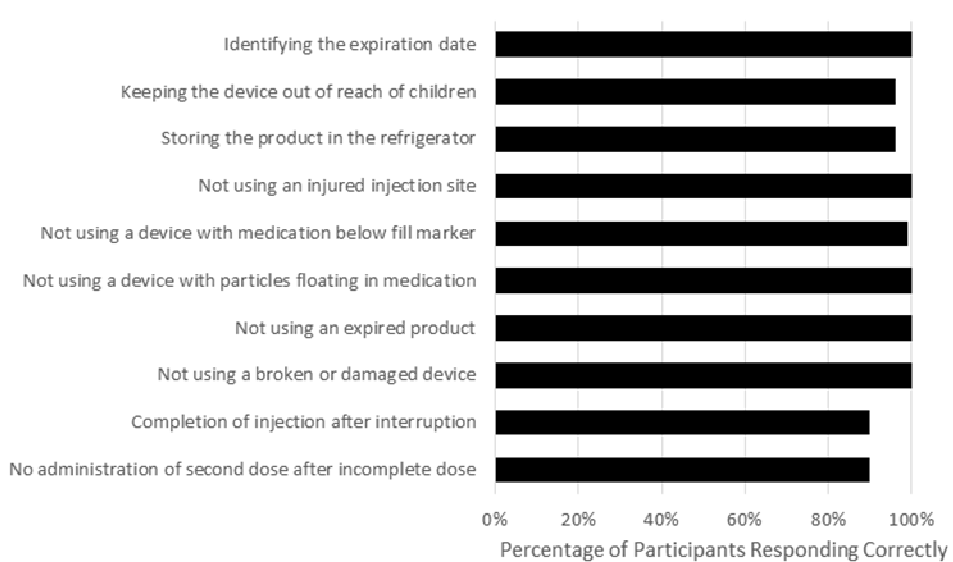 Identifying the expiration date
Keeping the device out of reach of children
Storing the product in the refrigerator
Not using an injured injection site
Not using a device with medication below fill marker
Not using a device with particles floating in medication
Not using an expired product
Not using a broken or damaged device
Completion of injection after interruption
No administration of second dose after incomplete dose
0% 20% 40% 60% 80% 100%
Percentage of Participants Responding Correctly